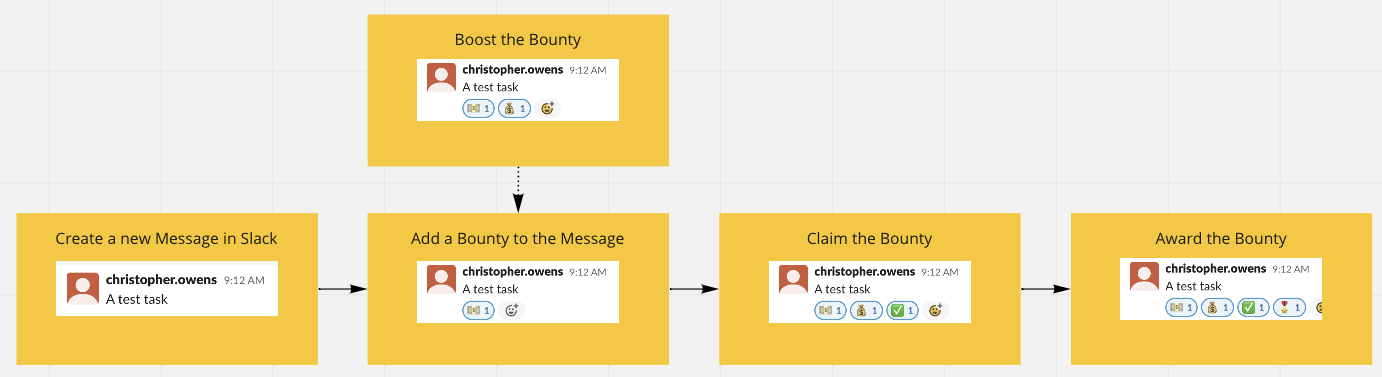 Boost the Bounty
christopher.owens 9:12 AM
A test task
1 1
Create a new Message in Slack
christopher.owens 9:12 AM
A test task
Add a Bounty to the Message
christopher.owens 9:12 AM
A test task
1
Claim the Bounty
christopher.owens 9:12 AM
A test task
1 1 1
Award the Bounty
christopher.owens 9:12 AM
A test task
1 1 1 1